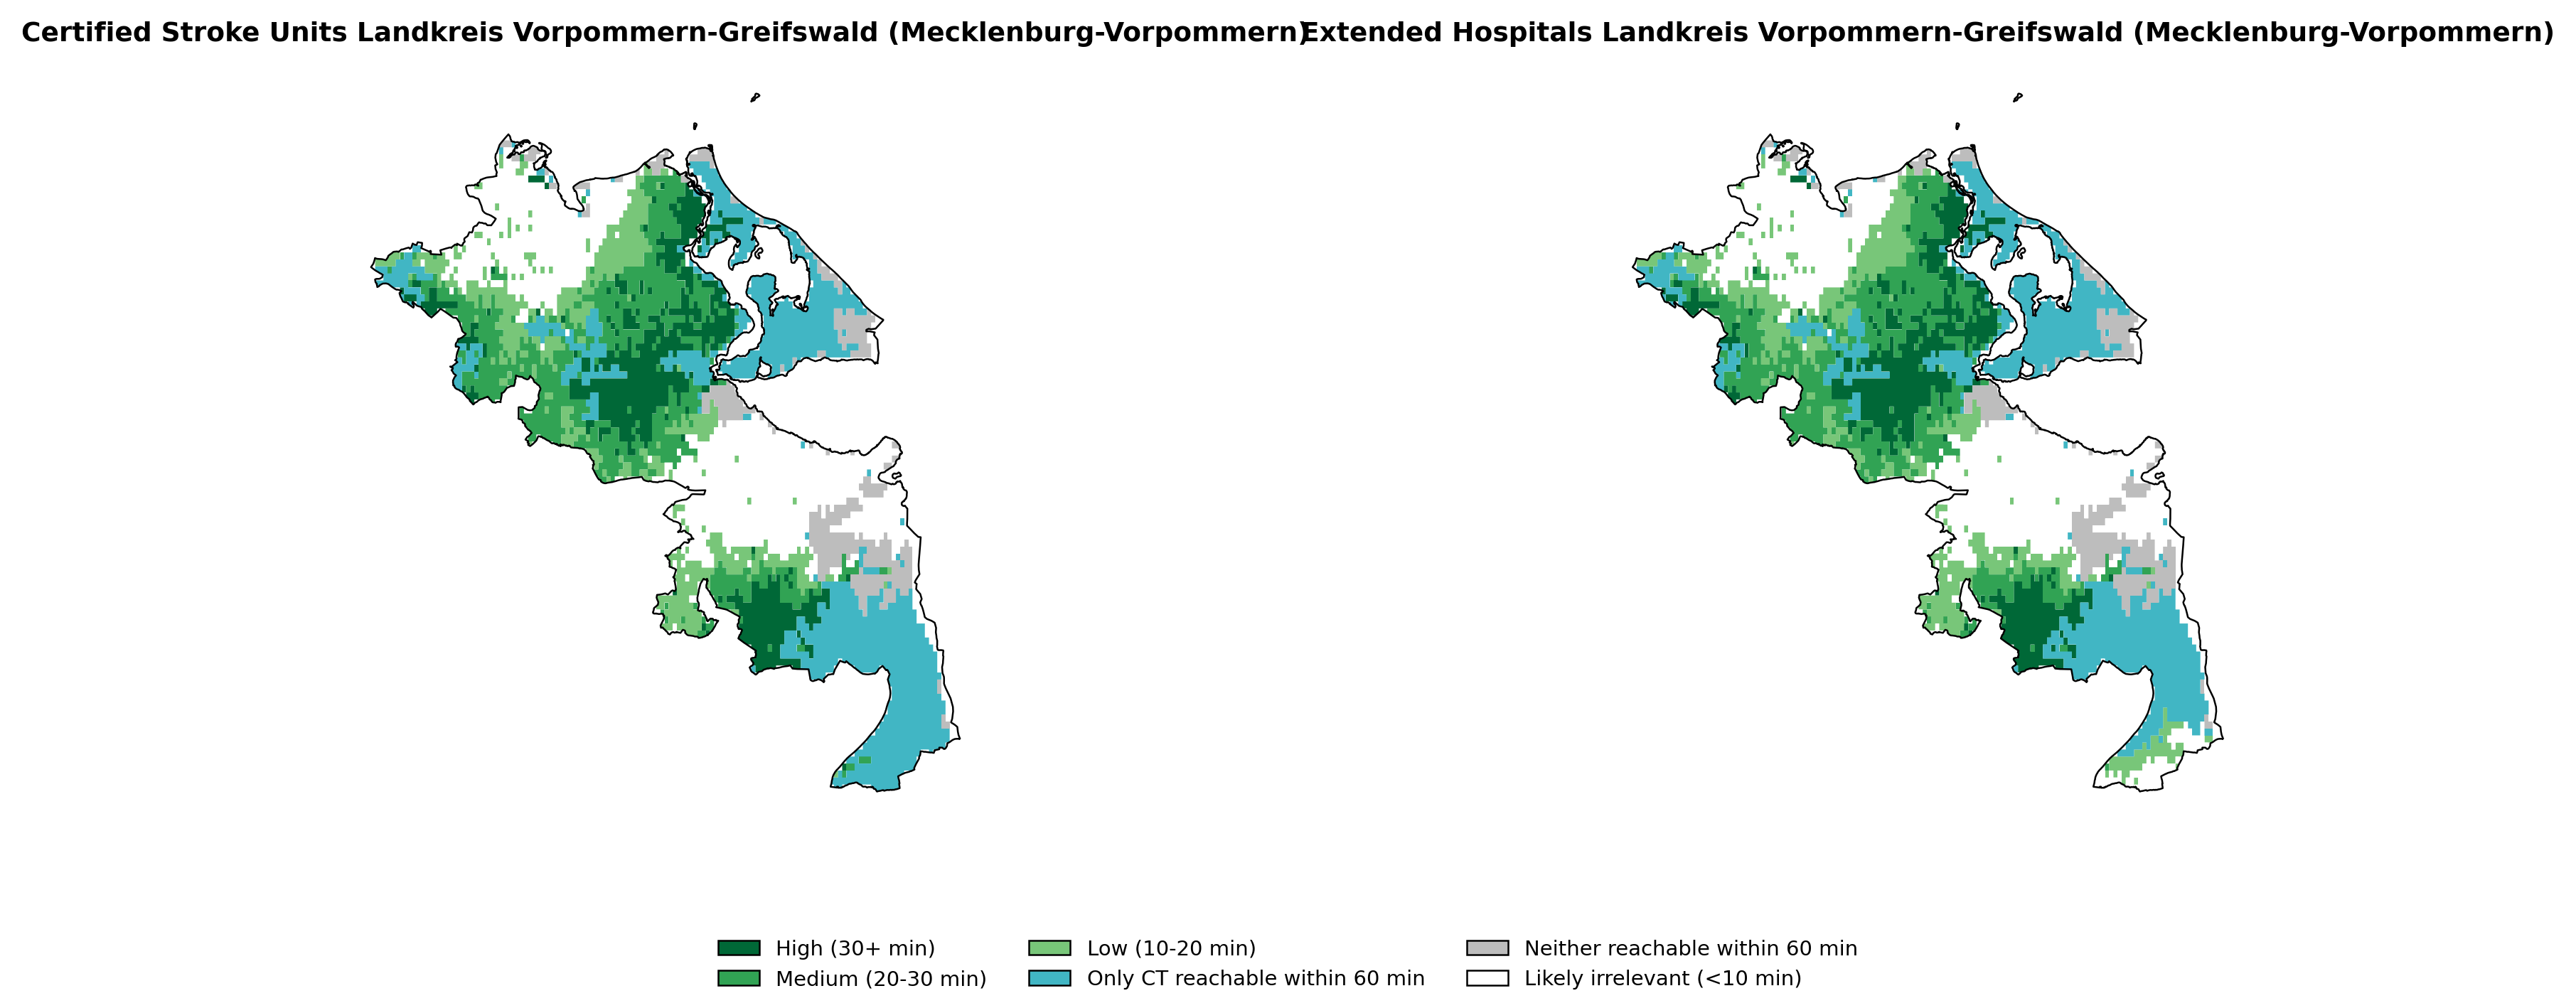 Certified Stroke Units Landkreis Vorpommern-Greifswald (Mecklenburg-Vorpommern)
Extended Hospitals Landkreis Vorpommern-Greifswald (Mecklenburg-Vorpommern)
High (30+ min)
Medium (20-30 min)
Low (10-20 min)
Only CT reachable within 60 min
Neither reachable within 60 min
Likely irrelevant (<10 min)